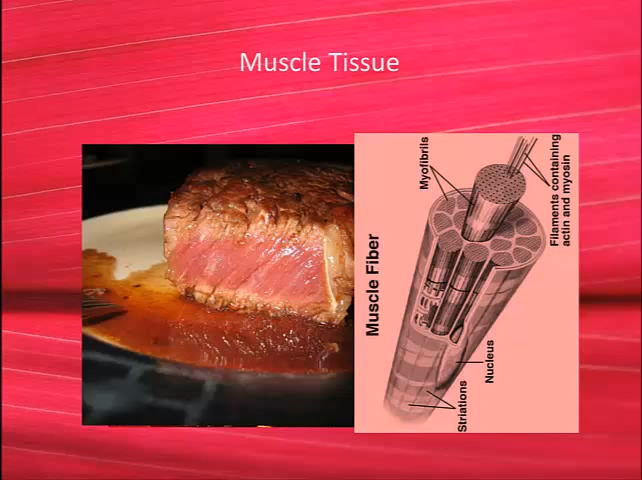 Muscle Tissue
Muscle Fiber
Myofibrils
Filaments containing
actin and myosin
Nucleus
Striations